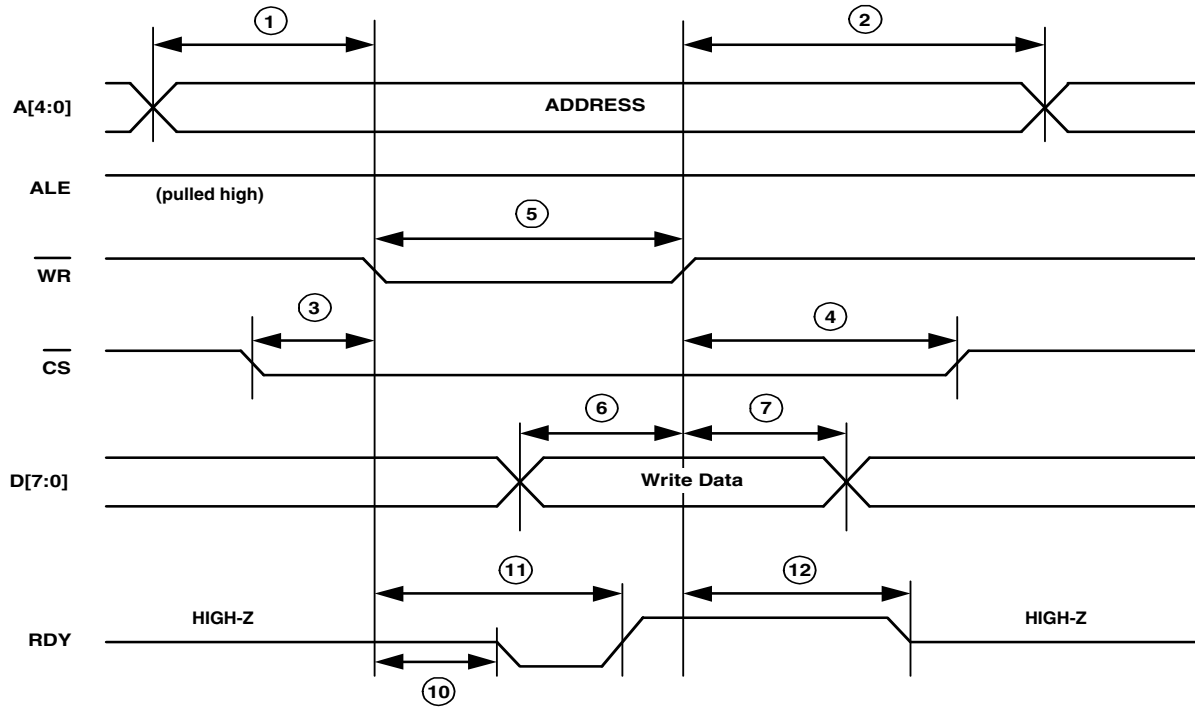 1
2
A[4:0]
ADDRESS
ALE
(pulled high)
5
WR
3
4
CS
6
7
D[7:0]
Write Data
11
12
HIGH-Z
HIGH-Z
RDY
10